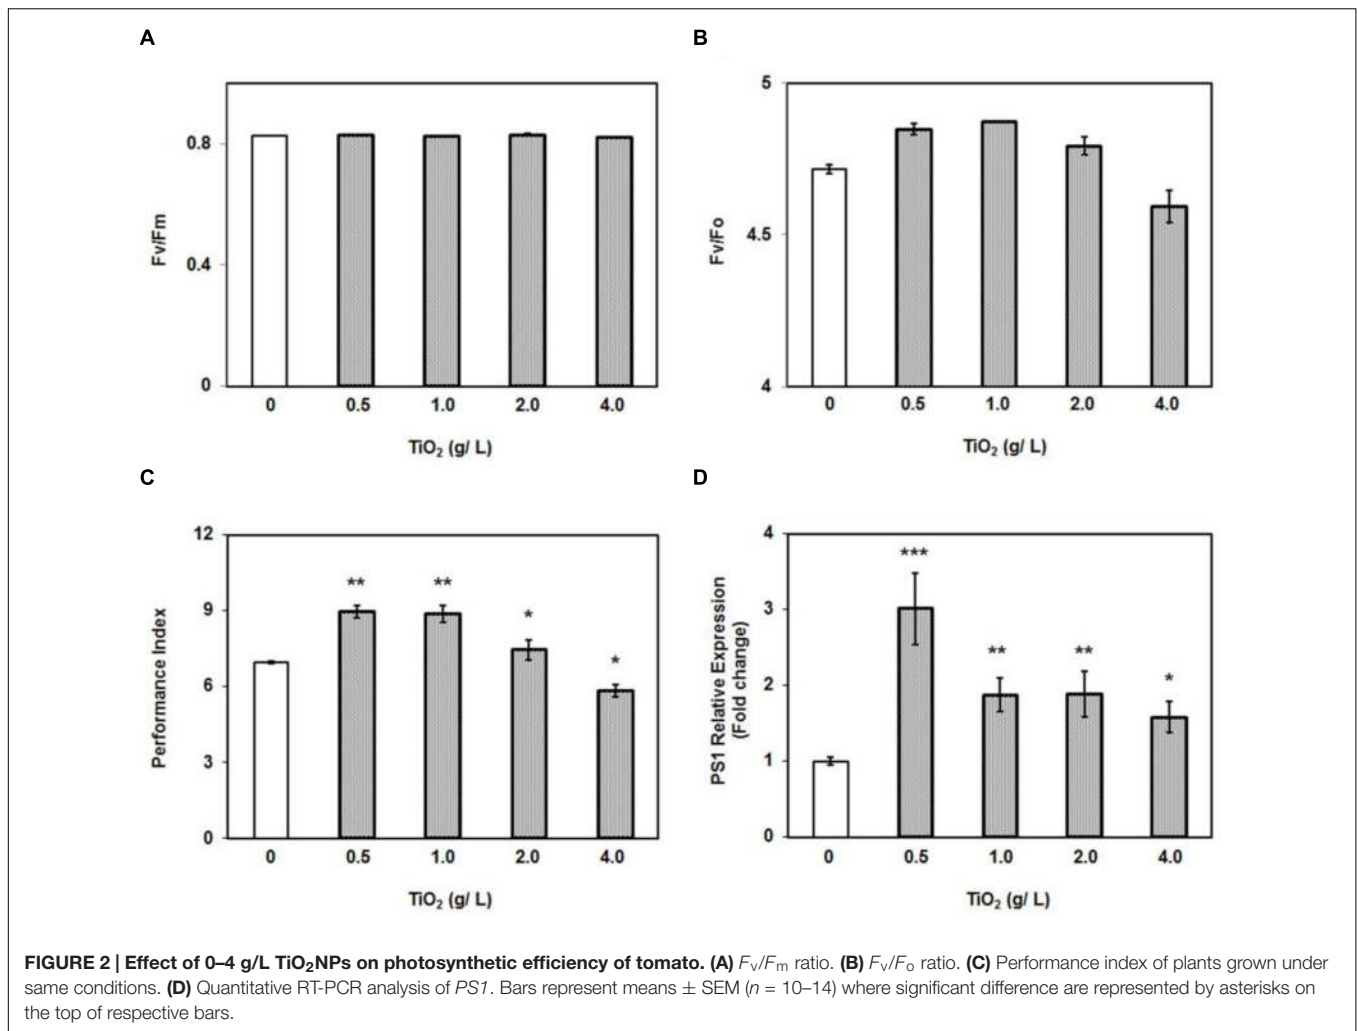 A
Fv/Fm
0.8
0.4
0
0 0.5 1.0 2.0 4.0
TiO₂ (g/ L)
B
Fv/Fo
5
4.5
4
0 0.5 1.0 2.0 4.0
TiO₂ (g/ L)
C
Performance Index
12
9
6
3
0
** ** * *
0 0.5 1.0 2.0 4.0
TiO₂ (g/ L)
D
PS1 Relative Expression
(Fold change)
4
3
2
1
0
*** ** ** *
0 0.5 1.0 2.0 4.0
TiO₂ (g/ L)
FIGURE 2 | Effect of 0–4 g/L TiO₂NPs on photosynthetic efficiency of tomato. (A) Fv/Fm ratio. (B) Fv/Fo ratio. (C) Performance index of plants grown under
same conditions. (D) Quantitative RT-PCR analysis of PS1. Bars represent means ± SEM (n = 10–14) where significant difference are represented by asterisks on
the top of respective bars.